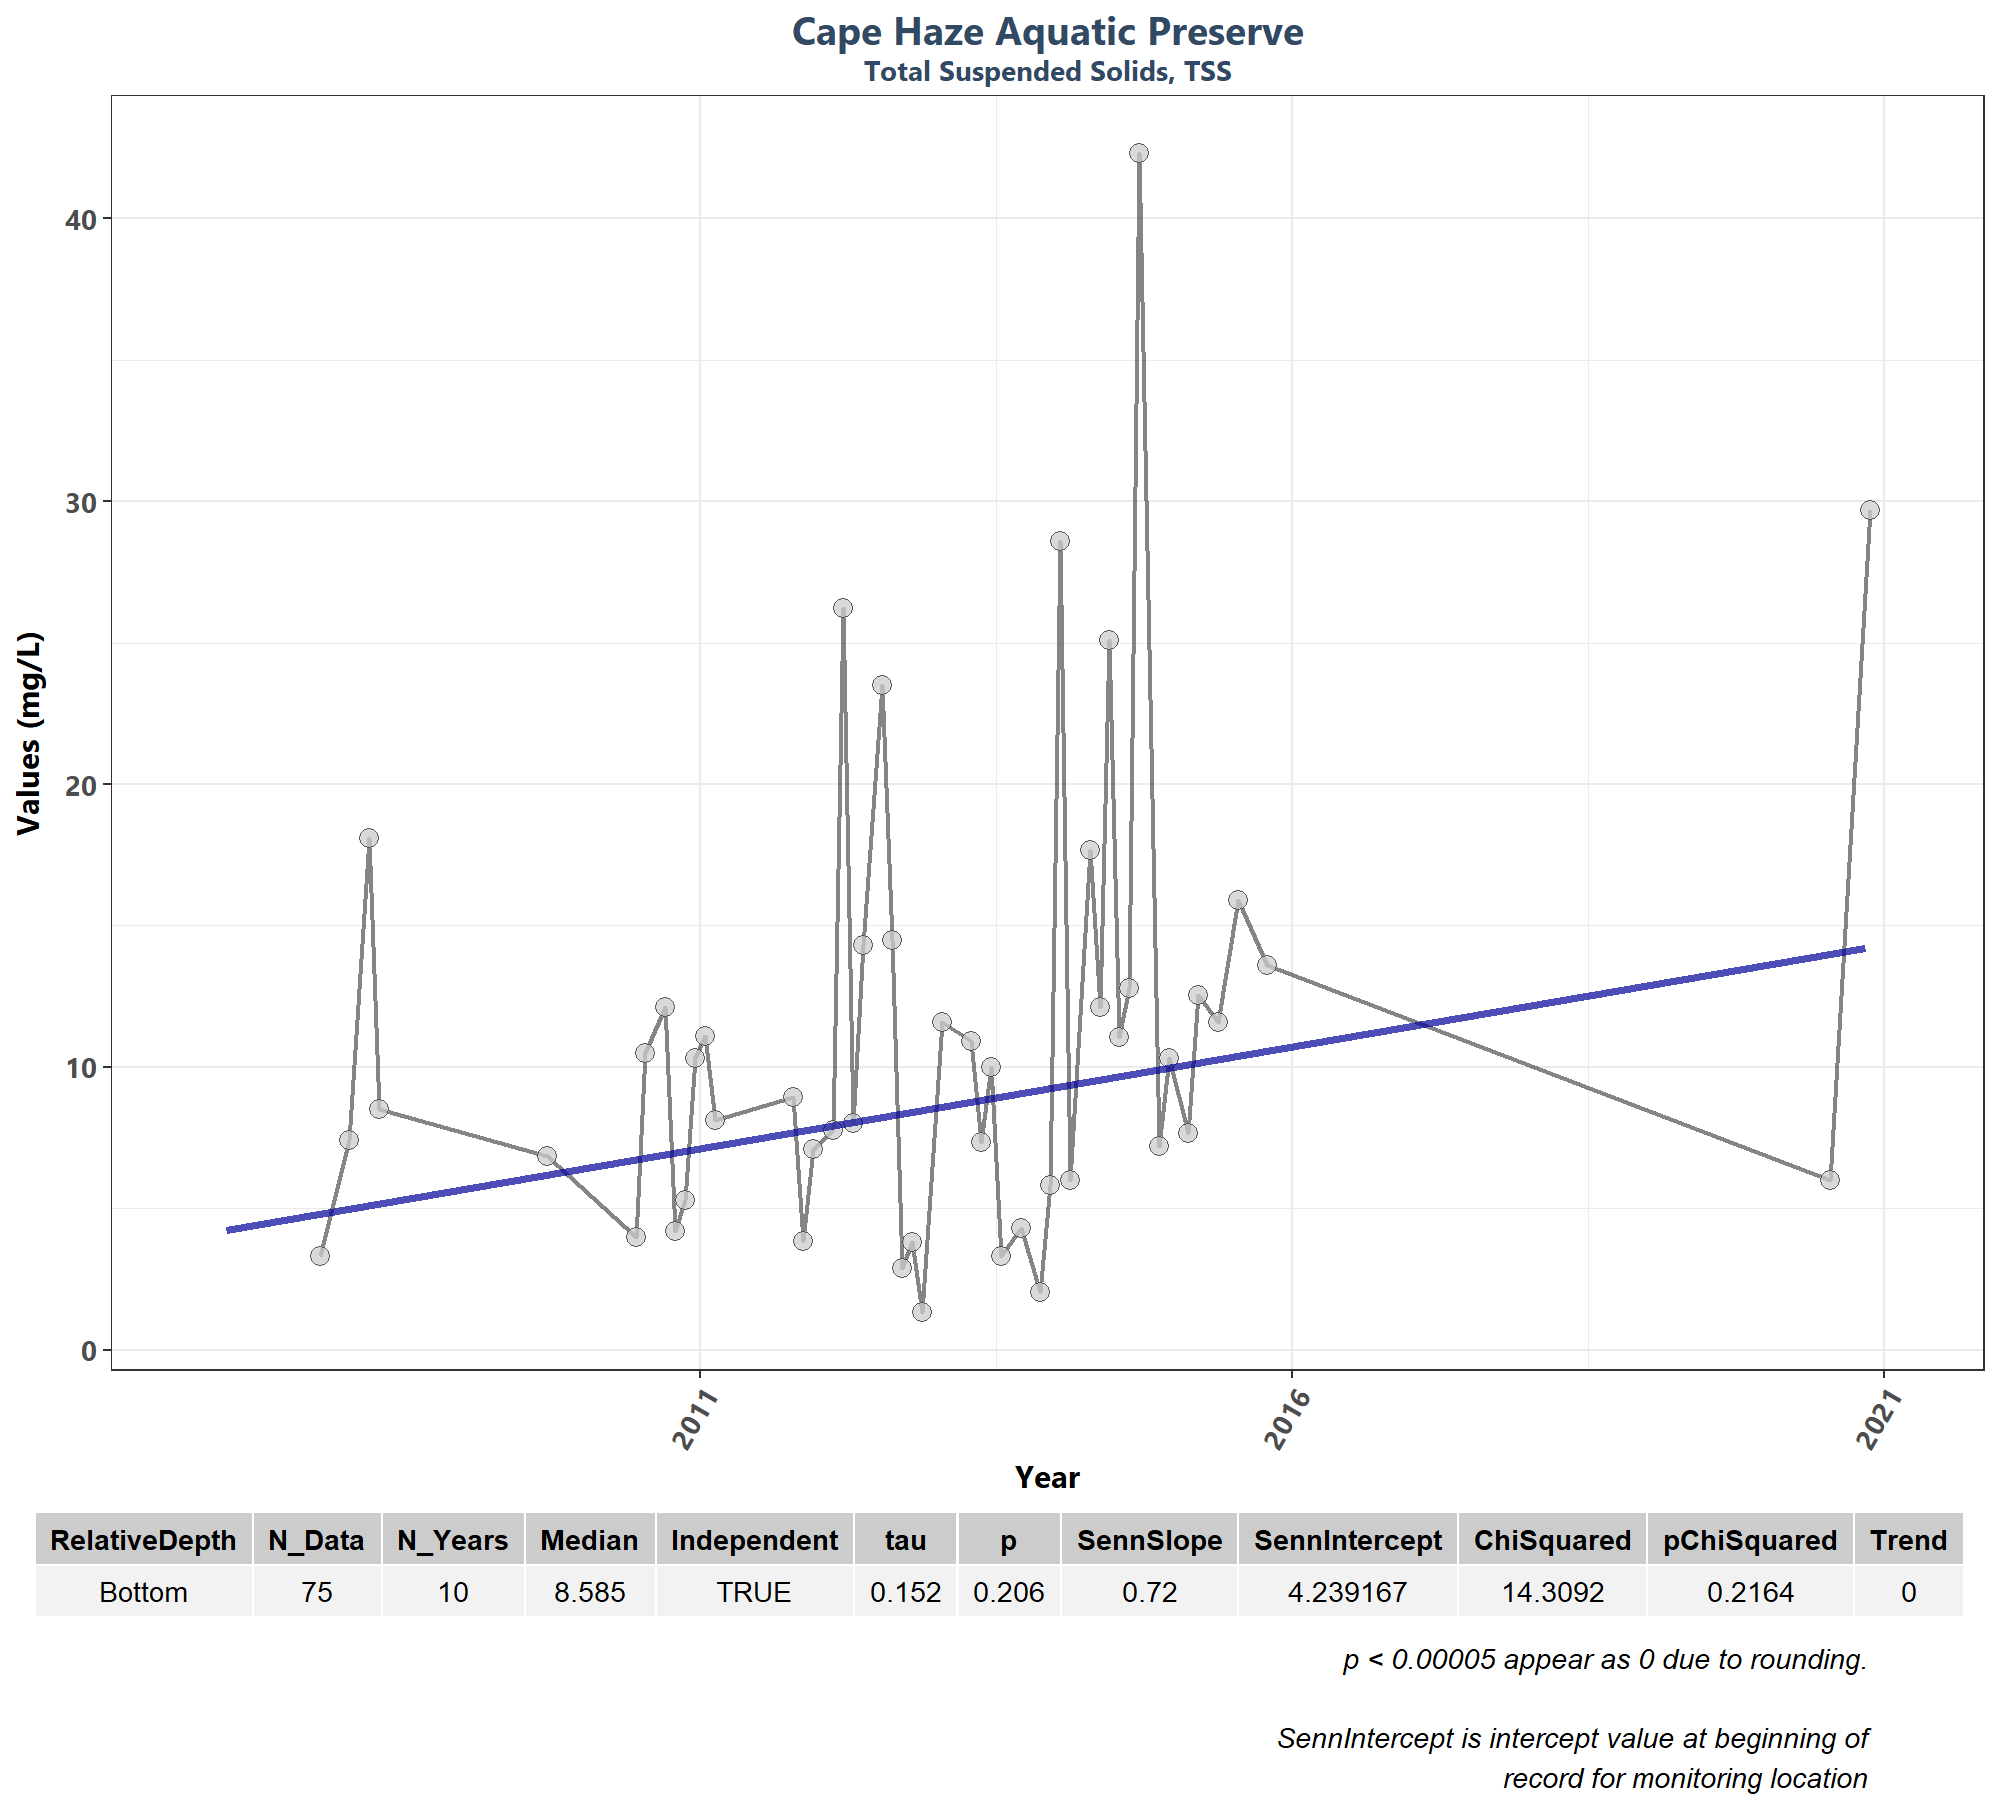 Cape Haze Aquatic Preserve
Total Suspended Solids, TSS
Values (mg/L)
40
30
20
10
0
2011
2016
2021
Year
RelativeDepth N_Data N_Years Median Independent tau p SennSlope SennIntercept ChiSquared pChiSquared Trend
Bottom 75 10 8.585 TRUE 0.152 0.206 0.72 4.239167 14.3092 0.2164 0
p < 0.00005 appear as 0 due to rounding.
SennIntercept is intercept value at beginning of
record for monitoring location